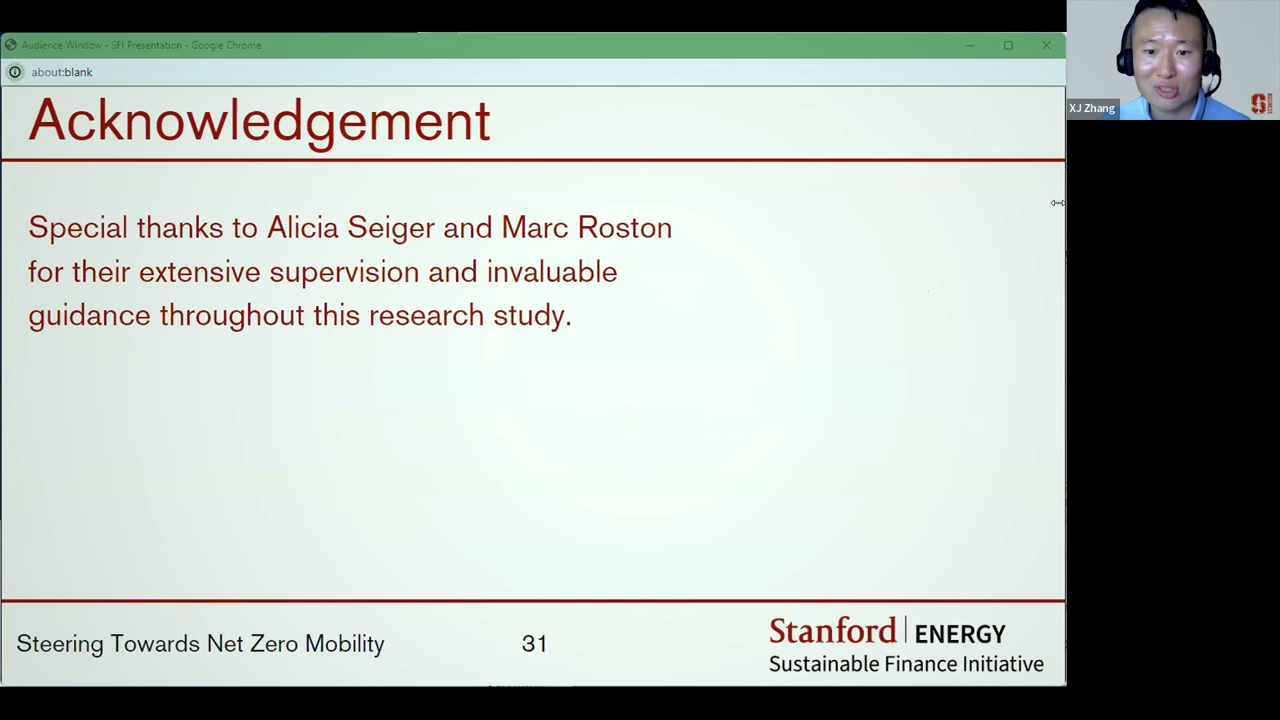 Audience Window - SFI Presentation - Google Chrome
about:blank
XJ Zhang
Acknowledgement
Special thanks to Alicia Seiger and Marc Roston
for their extensive supervision and invaluable
guidance throughout this research study.
Steering Towards Net Zero Mobility
31
Stanford | ENERGY
Sustainable Finance Initiative